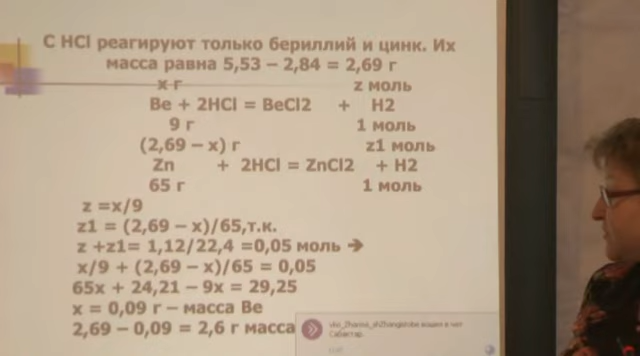 С HCl реагируют только бериллий и цинк. Их
масса равна 5,53 – 2,84 = 2,69 г
х г z моль
Be + 2HCl = BeCl2 + H2
9 г 1 моль
(2,69 – x) г z1 моль
Zn + 2HCl = ZnCl2 + H2
65 г 1 моль
z =x/9
z1 = (2,69 – x)/65,т.к.
z +z1= 1,12/22,4 =0,05 моль →
x/9 + (2,69 – x)/65 = 0,05
65x + 24,21 – 9x = 29,25
x = 0,09 г – масса Be
2,69 – 0,09 = 2,6 г масса
вошел в чат